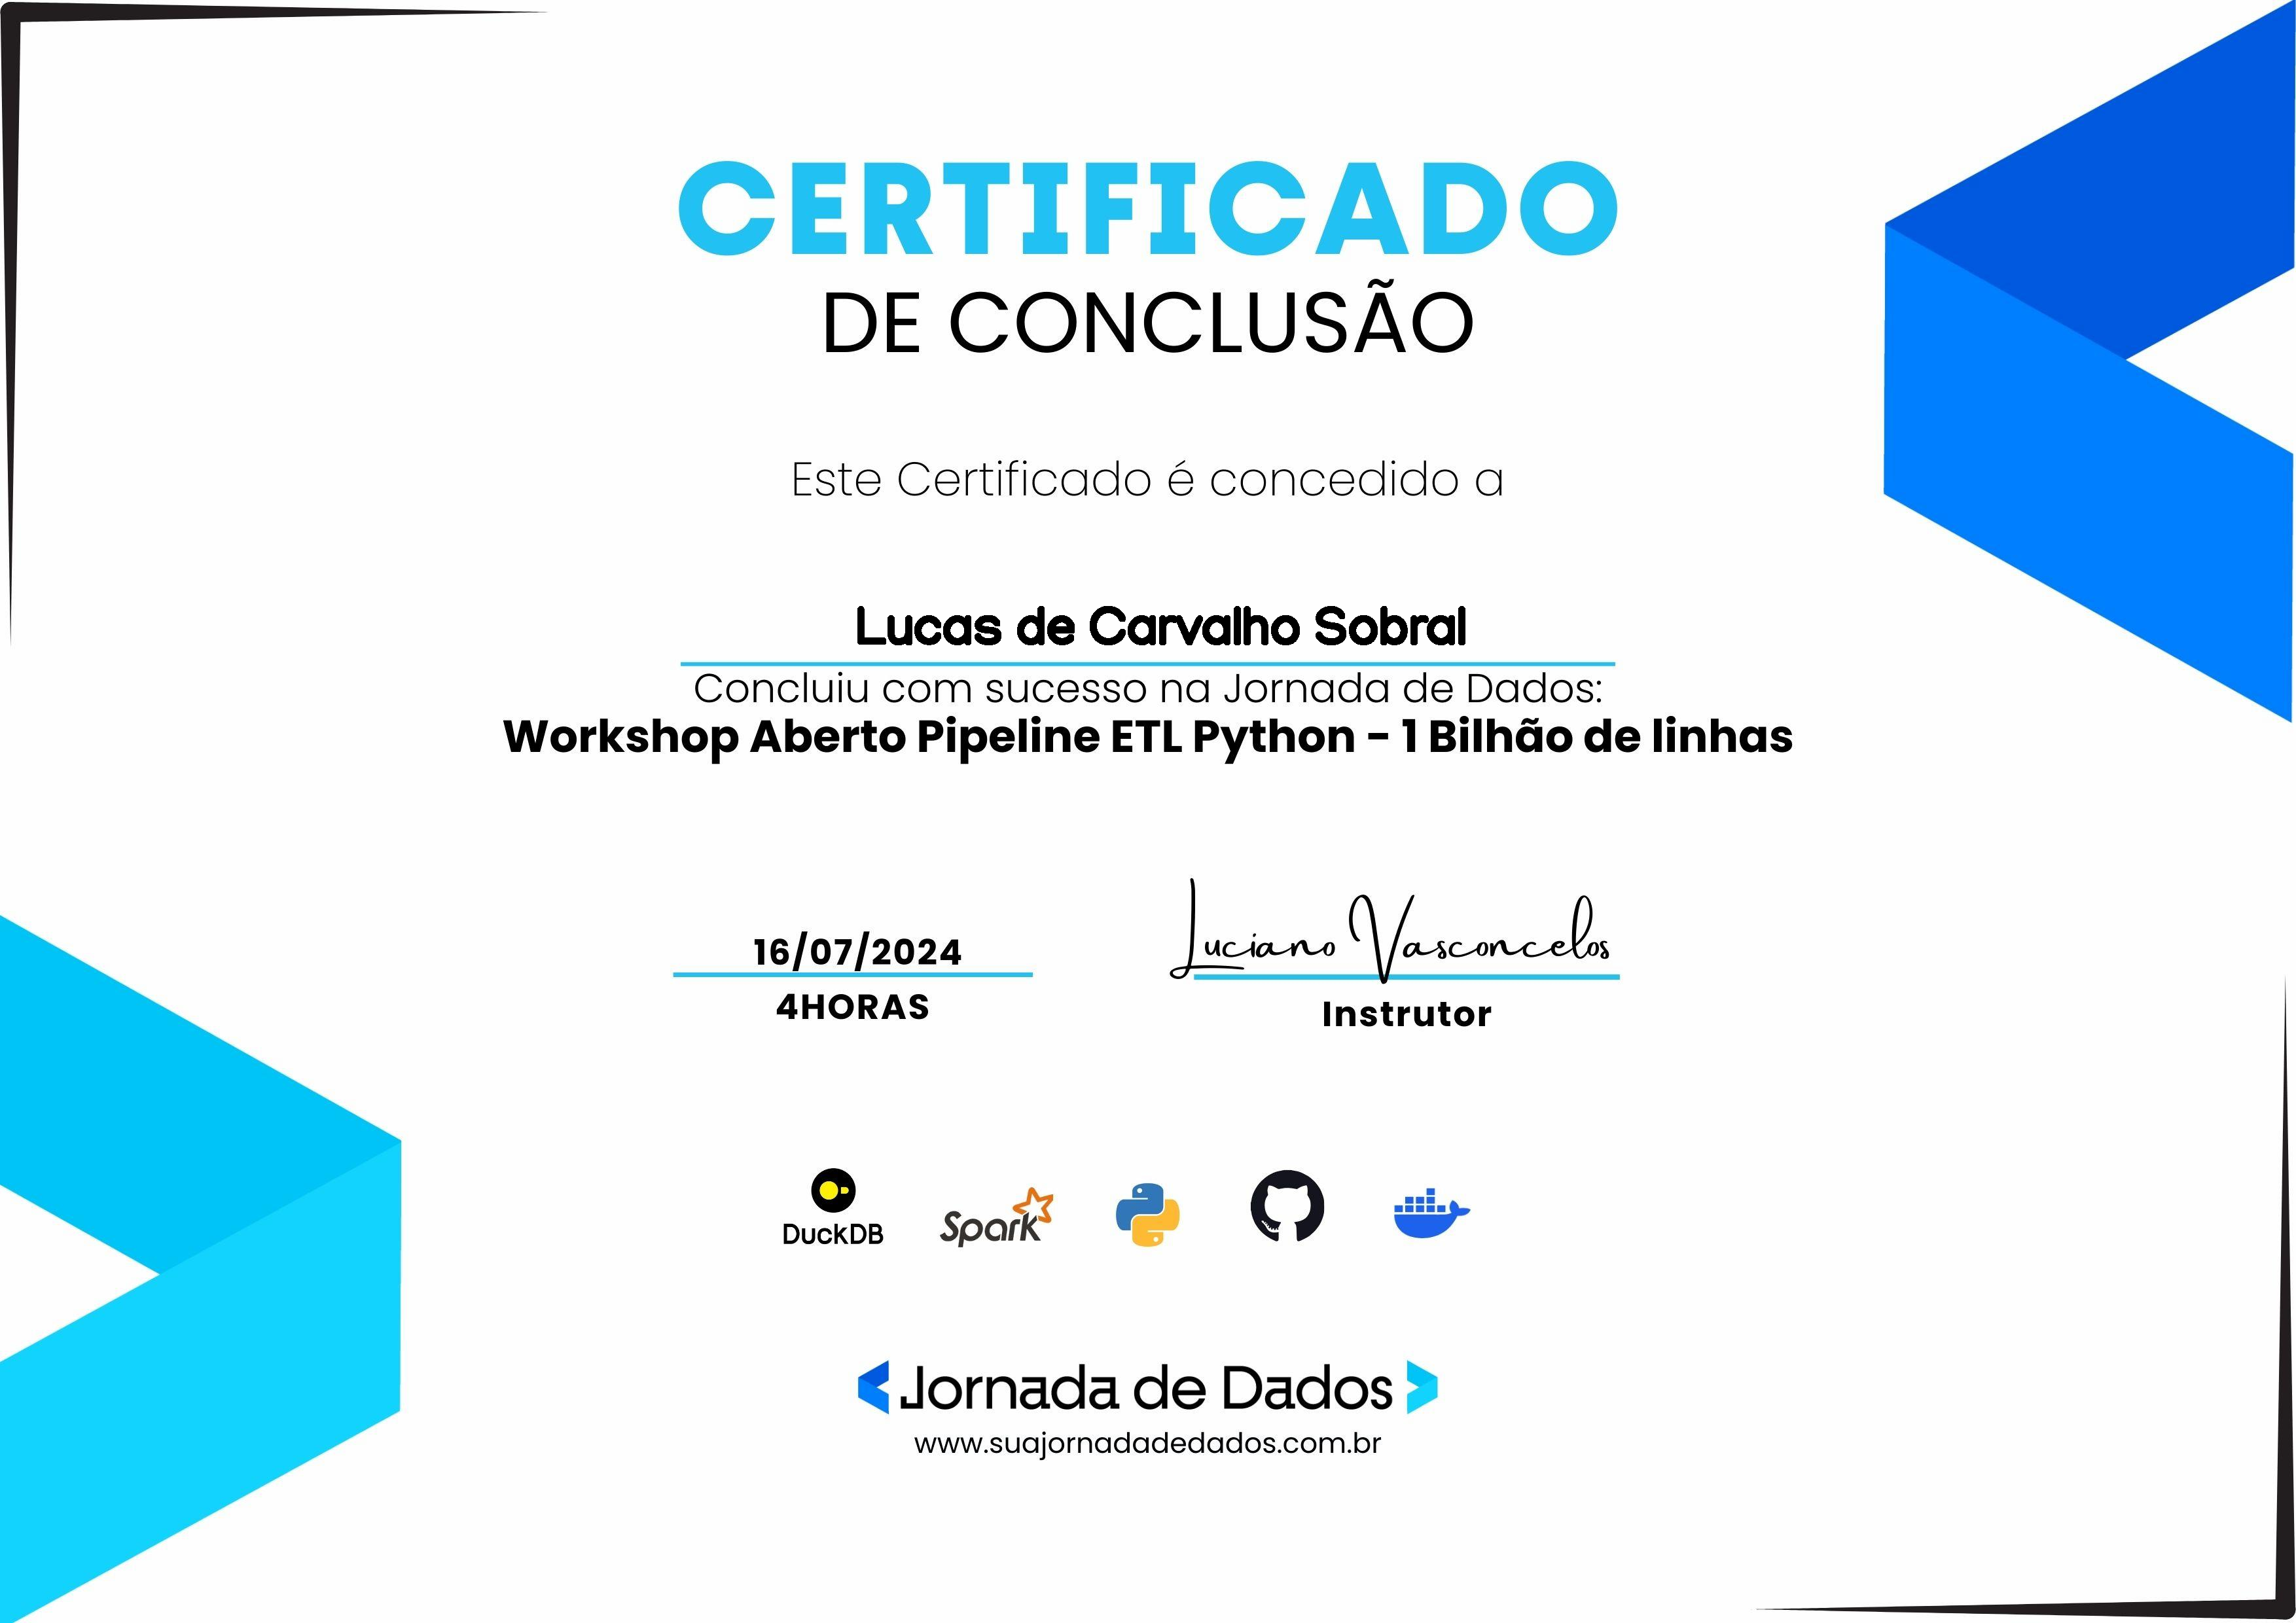 CERTIFICADO
DE CONCLUSÃO
Este Certificado é concedido a
Lucas de Carvalho Sobral
Concluiu com sucesso na Jornada de Dados:
Workshop Aberto Pipeline ETL Python - 1 Bilhão de linhas
Luciano Vasconcelos
16/07/2024
4HORAS
Instrutor
DuckDB
Spark
Jornada de Dados
www.suajornadadedados.com.br